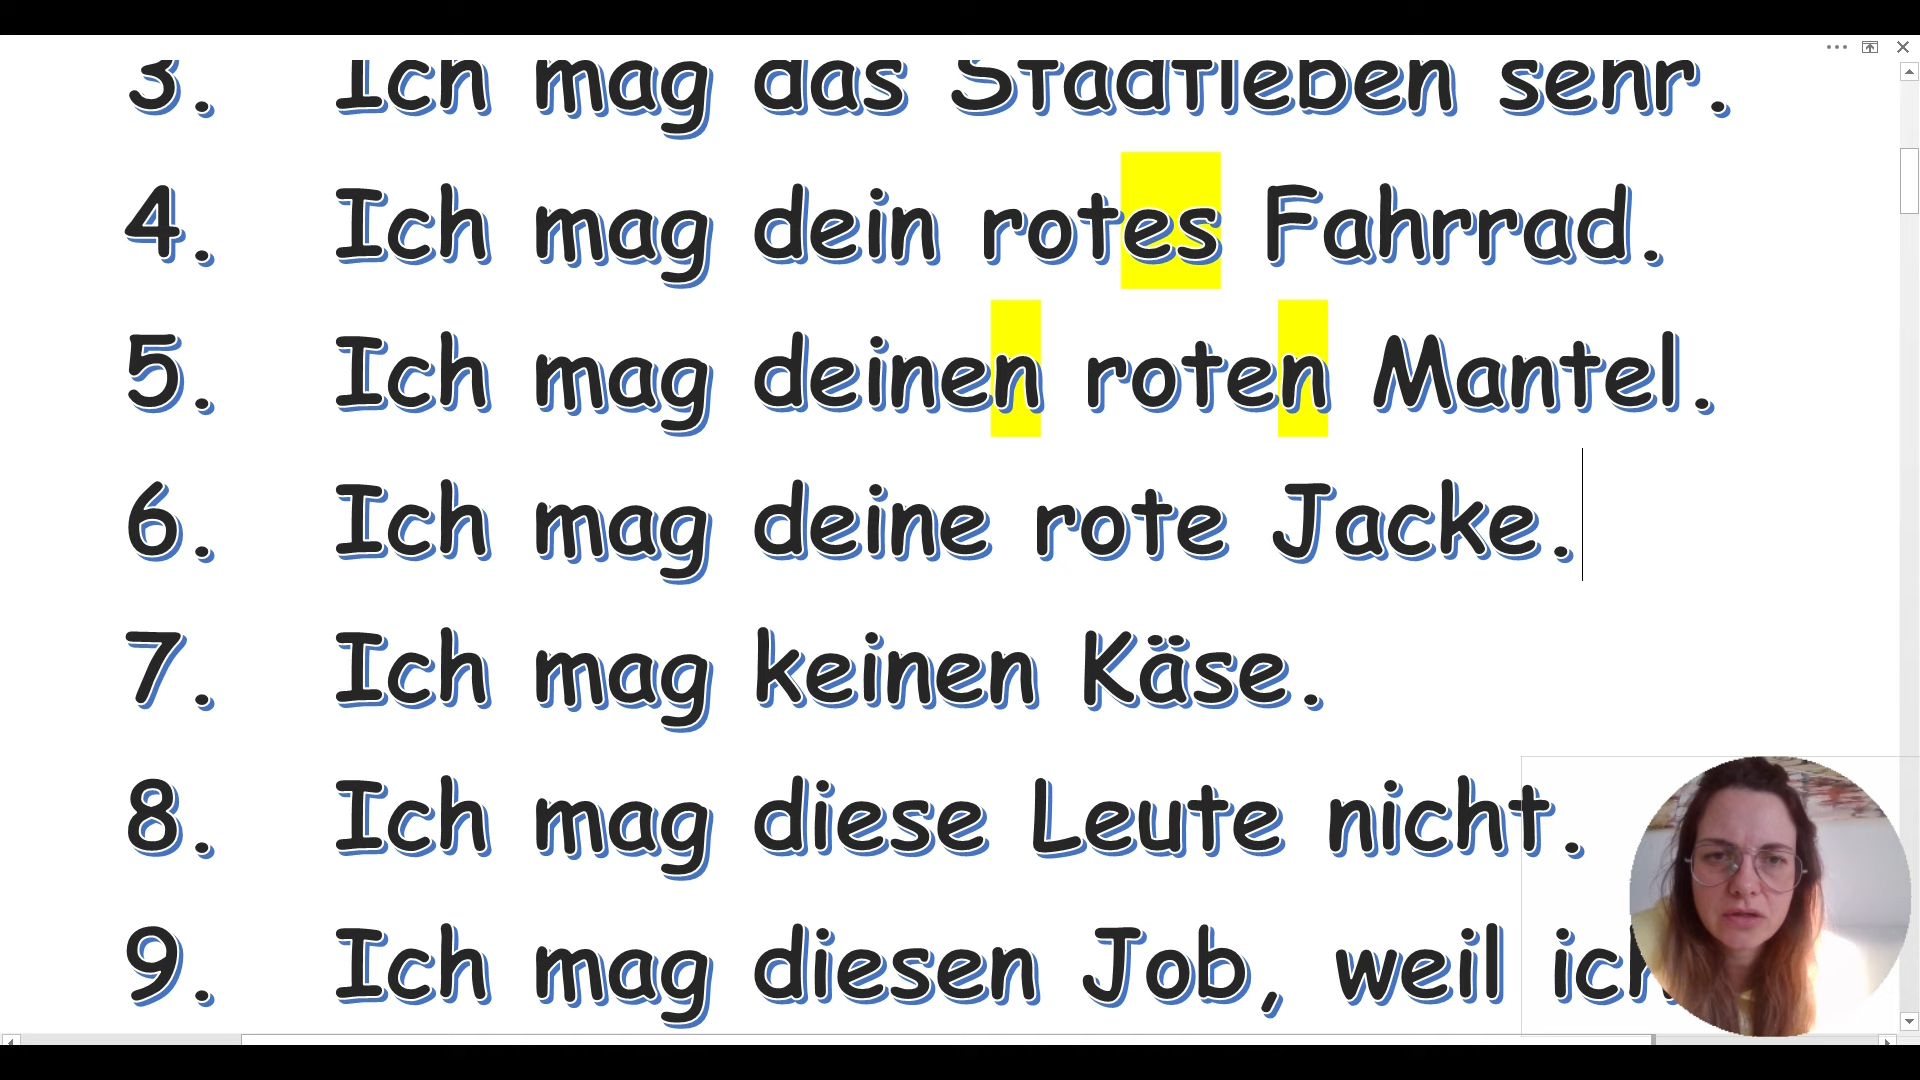 3. Ich mag das Stadtleben sehr.
4. Ich mag dein rotes Fahrrad.
5. Ich mag deinen roten Mantel.
6. Ich mag deine rote Jacke.
7. Ich mag keinen Käse.
8. Ich mag diese Leute nicht.
9. Ich mag diesen Job, weil ich